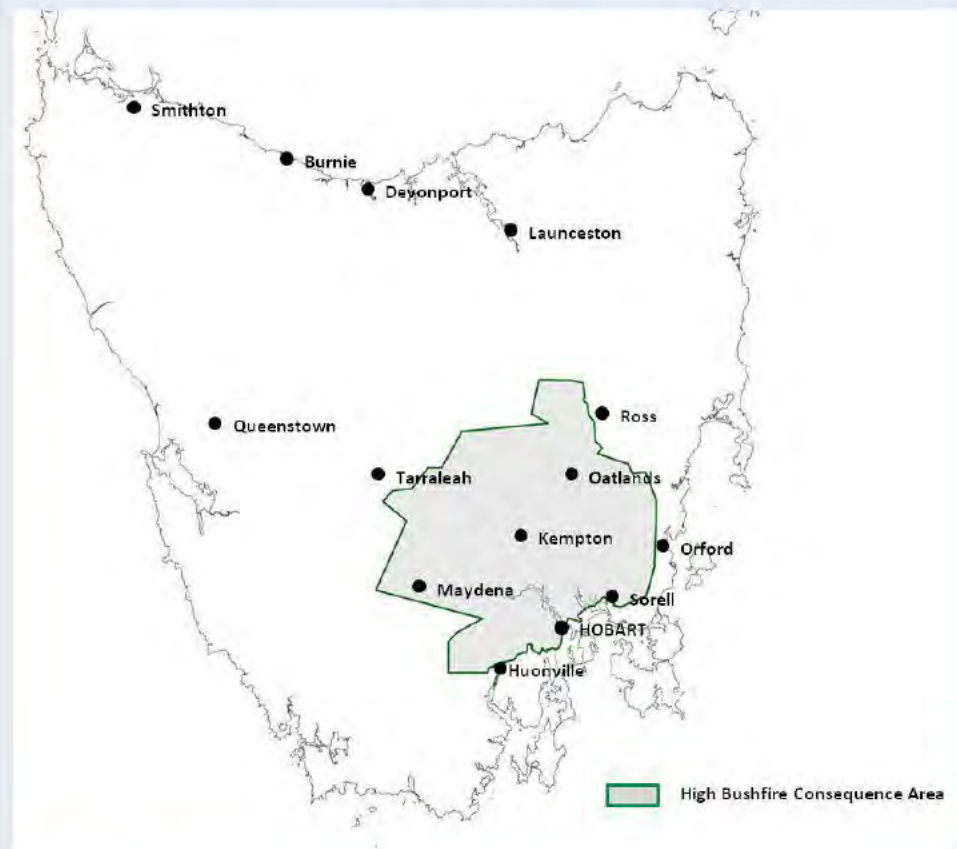 Smithton
Burnie
Devonport
Launceston
Ross
Queenstown
Tarraleah
Oatlands
Kempton
Orford
Maydena
Sorell
HOBART
Huonville
High Bushfire Consequence Area